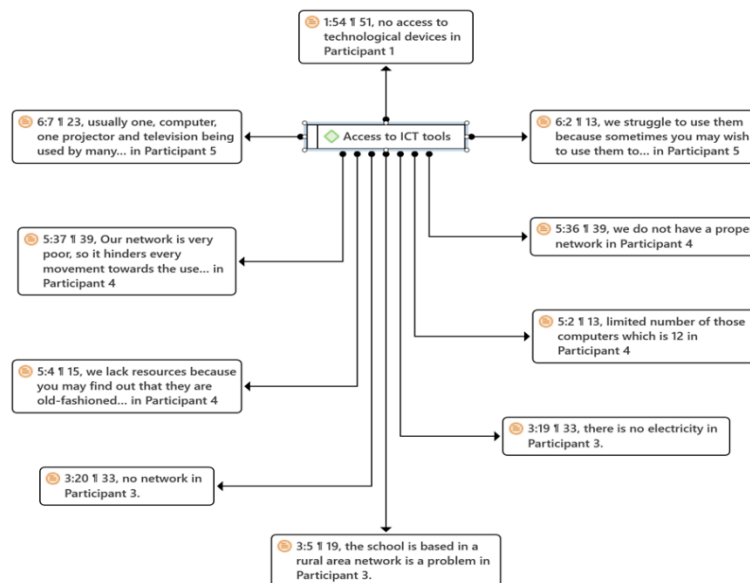 1:54 ¶ 51, no access to
technological devices in
Participant 1
6:7 ¶ 23, usually one, computer,
one projector and television being
used by many... in Participant 5
Access to ICT tools
6:2 ¶ 13, we struggle to use them
because sometimes you may wish
to use them to... in Participant 5
5:37 ¶ 39, Our network is very
poor, so it hinders every
movement towards the use... in
Participant 4
5:36 ¶ 39, we do not have a prope
network in Participant 4
5:2 ¶ 13, limited number of those
computers which is 12 in
Participant 4
5:4 ¶ 15, we lack resources because
you may find out that they are
old-fashioned... in Participant 4
3:19 ¶ 33, there is no electricity in
Participant 3.
3:20 ¶ 33, no network in
Participant 3.
3:5 ¶ 19, the school is based in a
rural area network is a problem in
Participant 3.